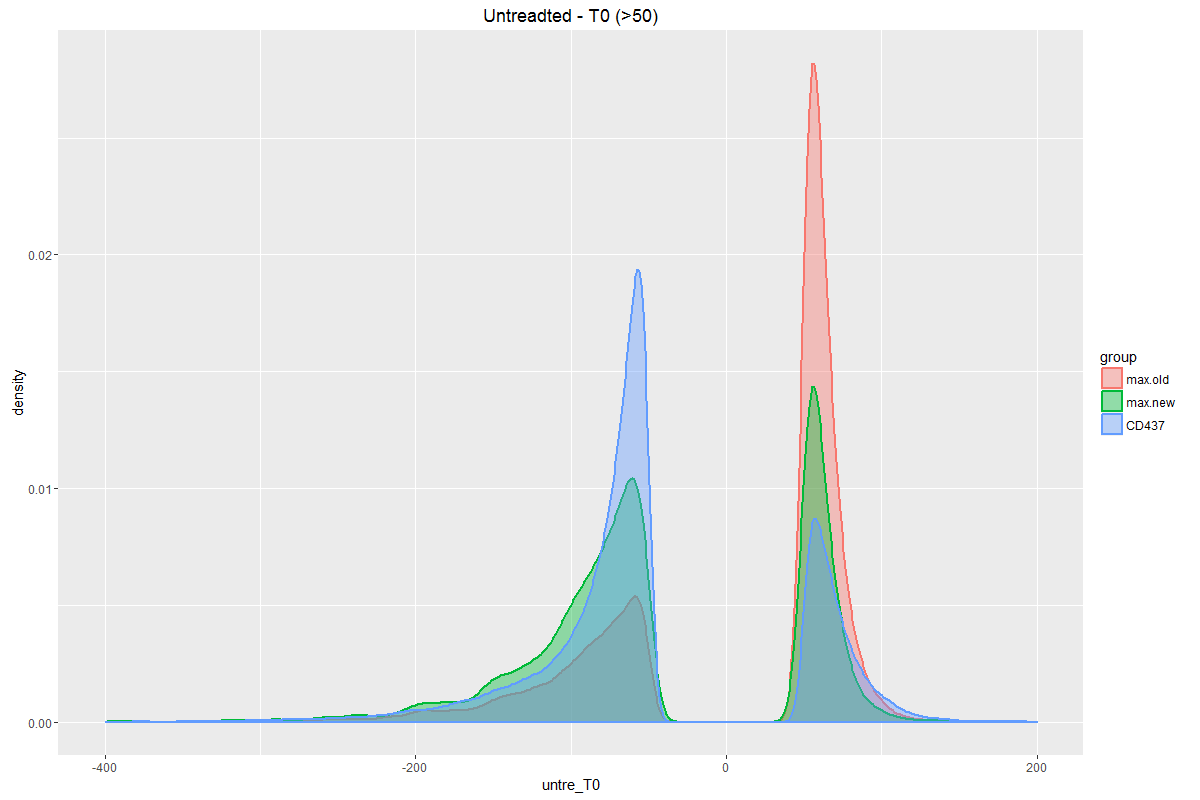 Untreadted - T0 (>50)
density
0.02
0.01
0.00
-400
-200
0
200
untre_T0
group
max.old
max.new
CD437